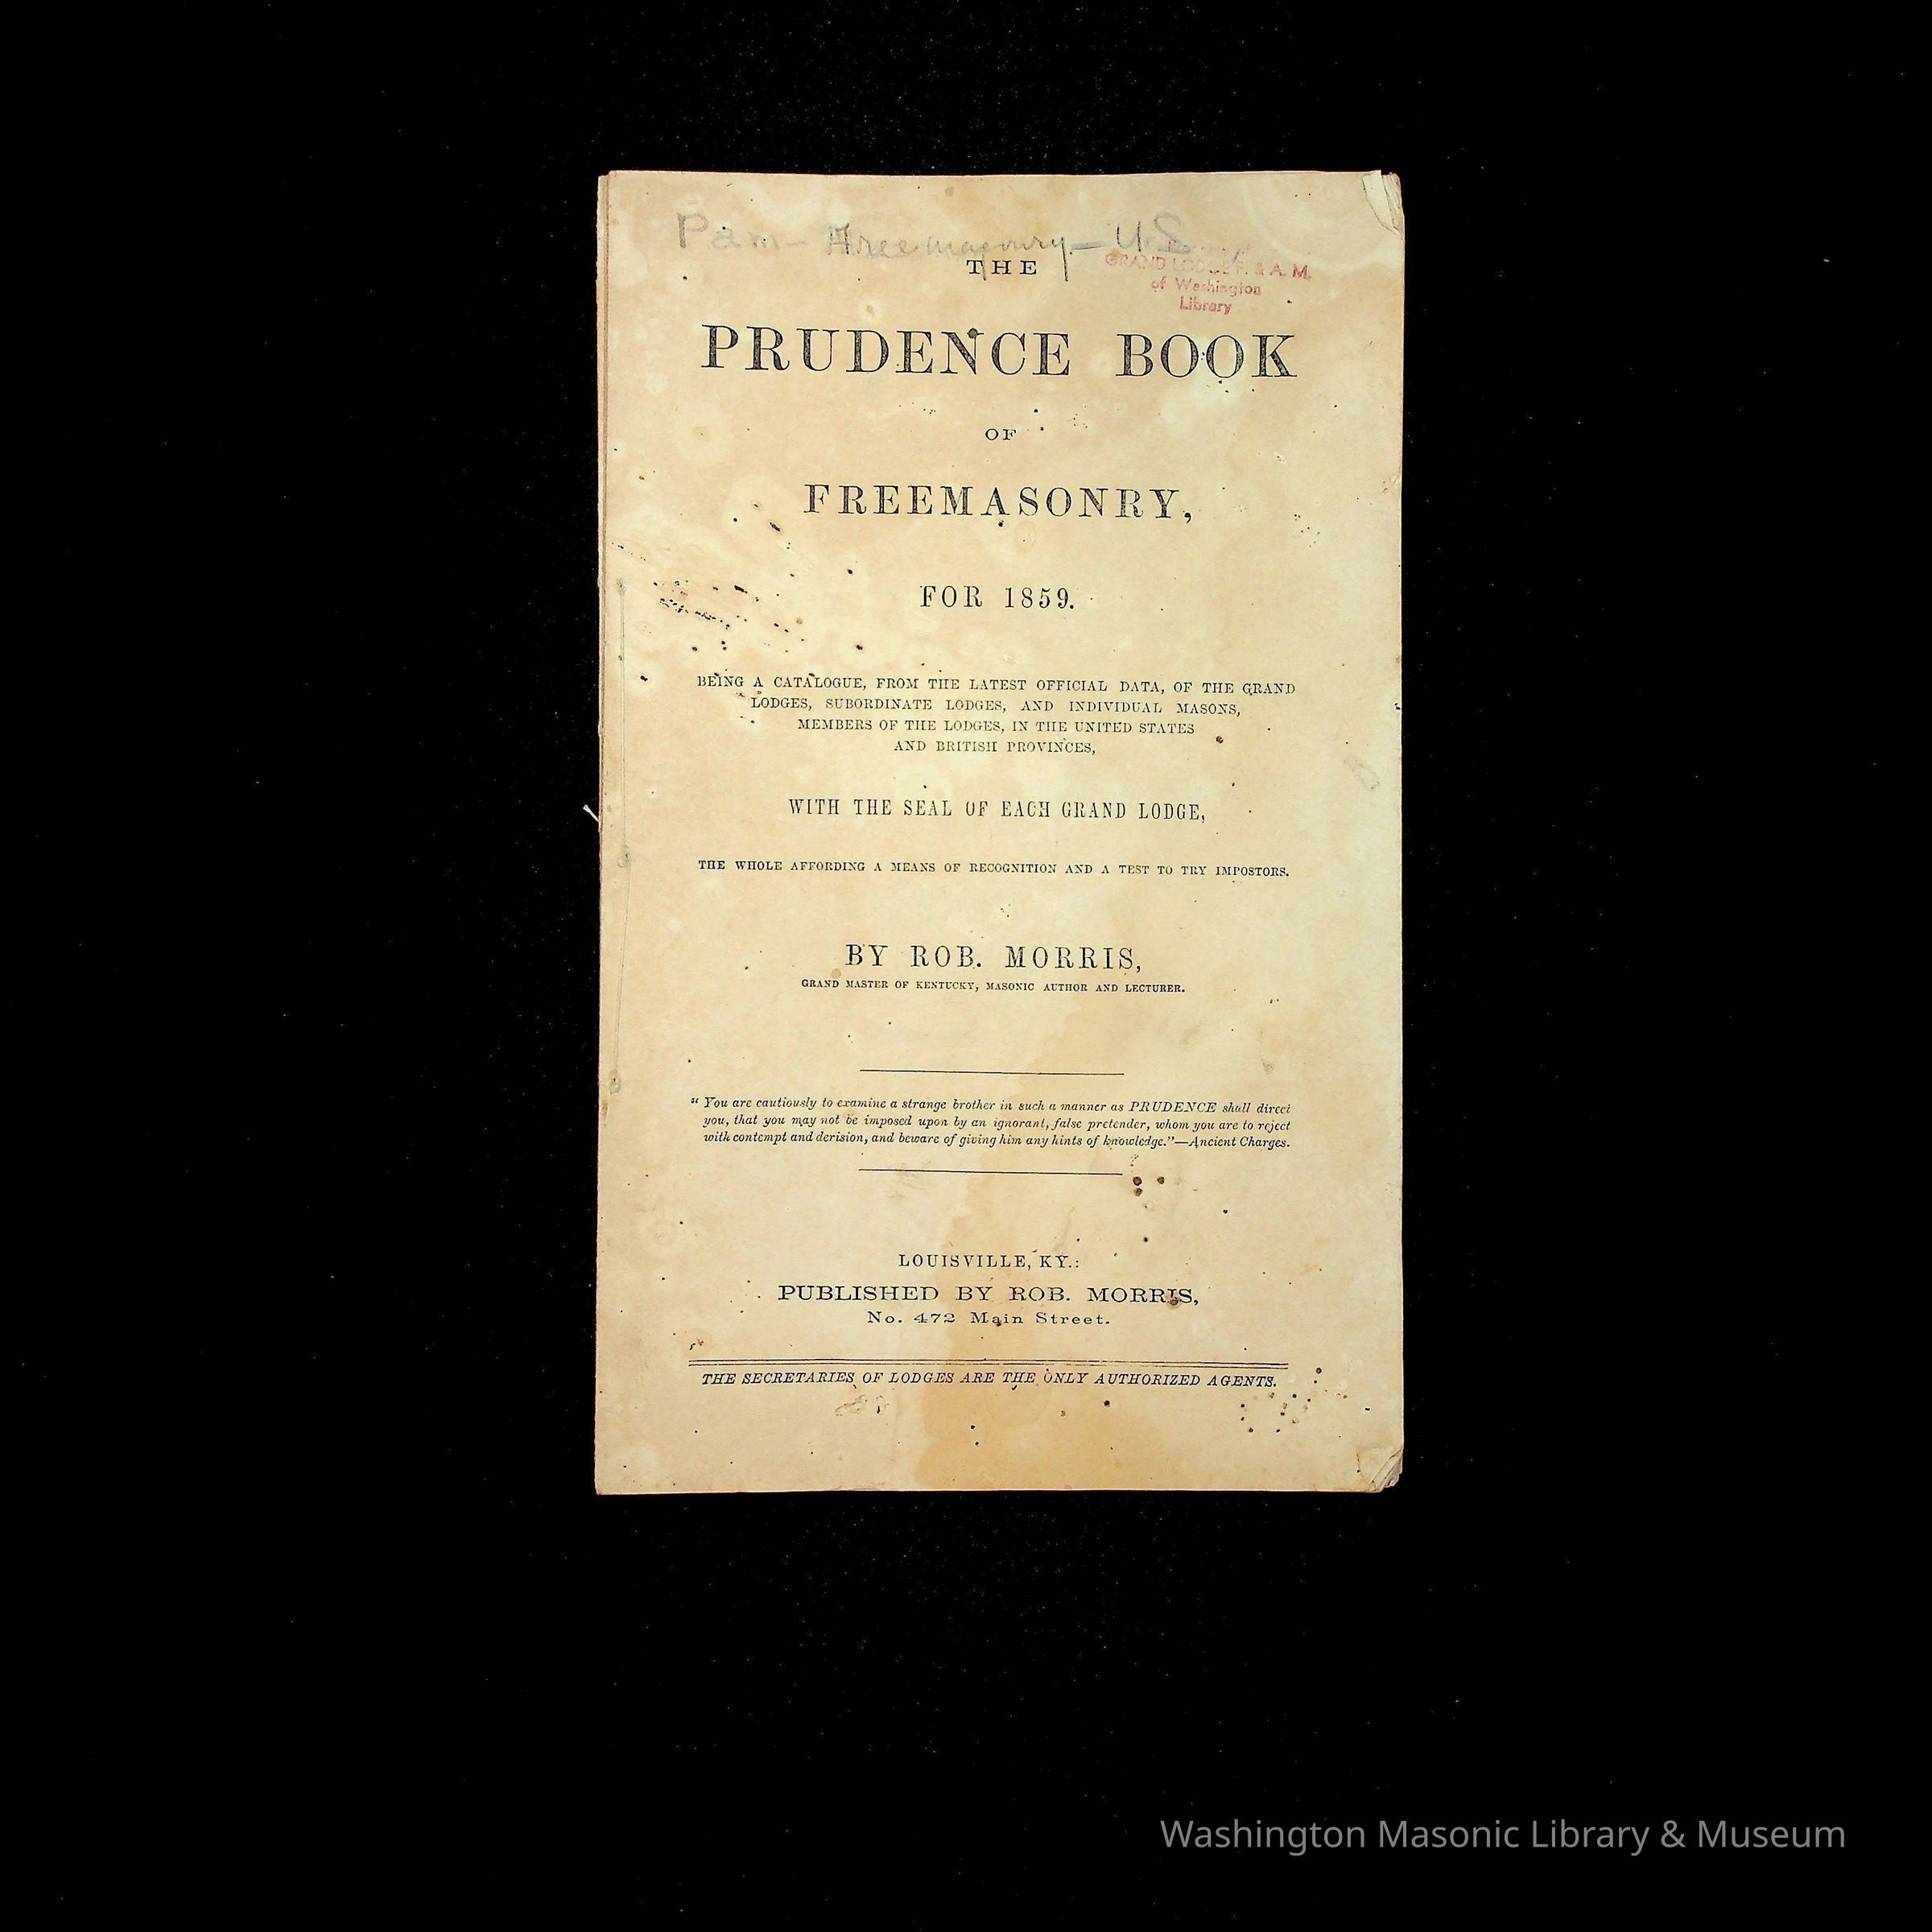 Pam - Freemasonry - U.S.
GRAND LODGE F. & A. M.
of Washington
Library
THE
PRUDENCE BOOK
OF
FREEMASONRY,
FOR 1859.
BEING A CATALOGUE, FROM THE LATEST OFFICIAL DATA, OF THE GRAND
LODGES, SUBORDINATE LODGES, AND INDIVIDUAL MASONS,
MEMBERS OF THE LODGES, IN THE UNITED STATES
AND BRITISH PROVINCES,
WITH THE SEAL OF EACH GRAND LODGE,
THE WHOLE AFFORDING A MEANS OF RECOGNITION AND A TEST TO TRY IMPOSTORS.
BY ROB. MORRIS,
GRAND MASTER OF KENTUCKY, MASONIC AUTHOR AND LECTURER.
"You are cautiously to examine a strange brother in such a manner as PRUDENCE shall direct
you, that you may not be imposed upon by an ignorant, false pretender, whom you are to reject
with contempt and derision, and beware of giving him any hints of knowledge."—Ancient Charges.
LOUISVILLE, KY.:
PUBLISHED BY ROB. MORRIS,
No. 472 Main Street.
THE SECRETARIES OF LODGES ARE THE ONLY AUTHORIZED AGENTS.
Washington Masonic Library & Museum